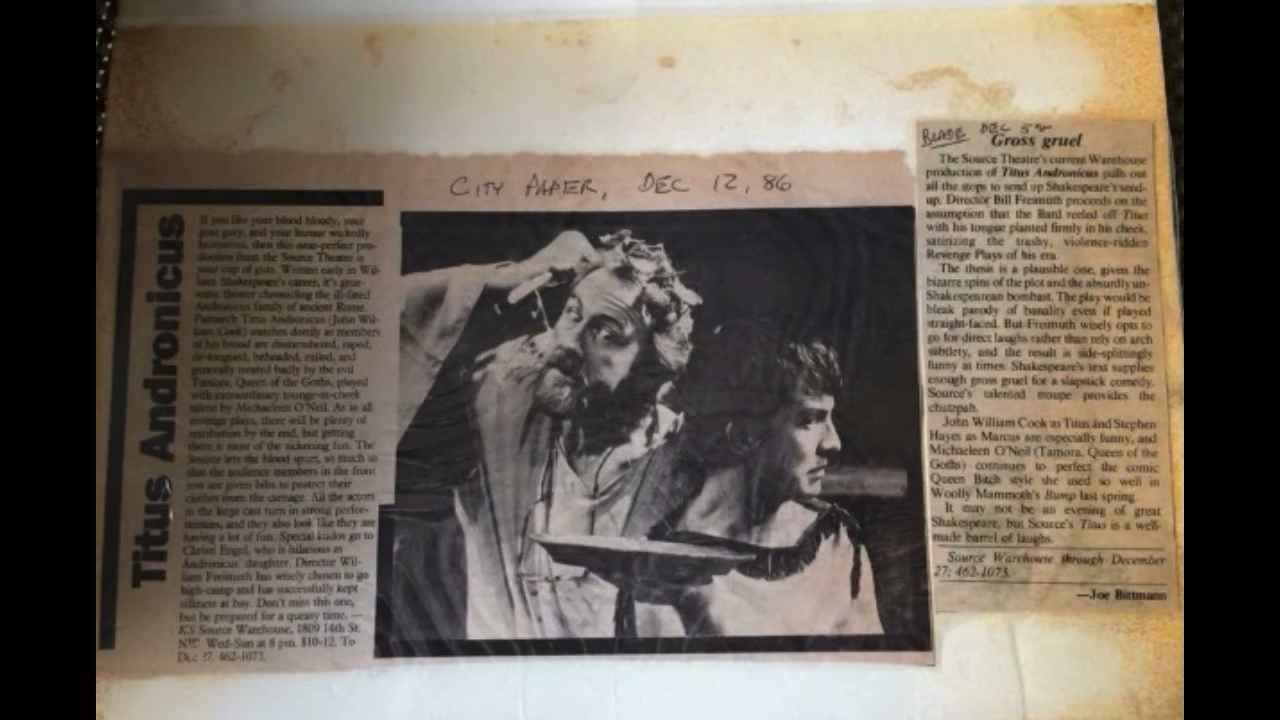 CITY PAPER, DEC 12, 86
Titus Andronicus
If you like your blood bloody, your
gore gory, and your humor wickedly
humorous, then this near-perfect pro-
duction from the Source Theatre is
your cup of guts. Written early in Wil-
liam Shakespeare's career, it's grue-
some theater chronicling the ill-fated
Andronicus family of ancient Rome.
Patriarch Titus Andronicus (John Wil-
liam Cook) watches dottily as members
of his broad are dismembered, raped,
de-tongued, beheaded, exiled, and
generally treated badly by the evil
Tamora, Queen of the Goths, played
with extraordinary tounge-in-cheek
talent by Michaeleen O'Neil. As in all
revenge plays, there will be plenty of
retribution by the end, but getting
there is most of the sickening fun. The
Source lets the blood spurt, so much so
that the audience members in the front
row are given bibs to protect their
clothes from the carnage. All the actors
in the large cast turn in strong perfor-
mances, and they also look like they are
having a lot of fun. Special kudos go to
Christi Engel, who is hilarious as
Andronicus' daughter. Director Wil-
liam Freimuth has wisely chosen to go
high-camp and has successfully kept
silliness at bay. Don't miss this one,
but be prepared for a queasy time. —
KS Source Warehouse, 1809 14th St.
NW. Wed-Sun at 8 pm. $10-12. To
Dec 27. 462-1073.
BLADE DEC 5th
Gross gruel
The Source Theatre's current Warehouse
production of Titus Andronicus pulls out
all the stops to send up Shakespeare's send-
up. Director Bill Freimuth proceeds on the
assumption that the Bard reeled off Titus
with his tongue planted firmly in his cheek,
satirizing the trashy, violence-ridden
Revenge Plays of his era.
The thesis is a plausible one, given the
bizarre spins of the plot and the absurdly un-
Shakespearean bombast. The play would be
bleak parody of banality even if played
straight-faced. But Freimuth wisely opts to
go for direct laughs rather than rely on arch
subtlety, and the result is side-splittingly
funny at times. Shakespeare's text supplies
enough gross gruel for a slapstick comedy.
Source's talented troupe provides the
chutzpah.
John William Cook as Titus and Stephen
Hayes as Marcus are especially funny, and
Michaeleen O'Neil (Tamora, Queen of the
Goths) continues to perfect the comic
Queen Bitch style she used so well in
Woolly Mammoth's Bump last spring.
It may not be an evening of great
Shakespeare, but Source's Titus is a well-
made barrel of laughs.
Source Warehouse through December
27; 462-1073.
—Joe Bittmann